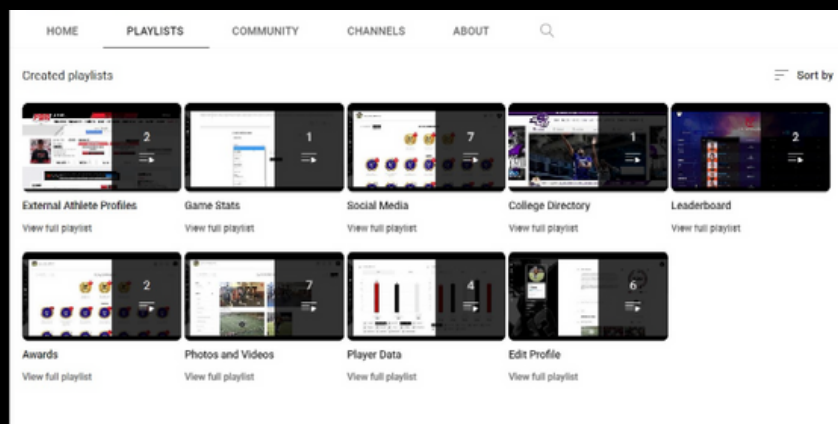 HOME PLAYLISTS COMMUNITY CHANNELS ABOUT
Created playlists Sort by
2 1 7 1 2
External Athlete Profiles Game Stats Social Media College Directory Leaderboard
View full playlist View full playlist View full playlist View full playlist View full playlist
2 7 4 6
Awards Photos and Videos Player Data Edit Profile
View full playlist View full playlist View full playlist View full playlist